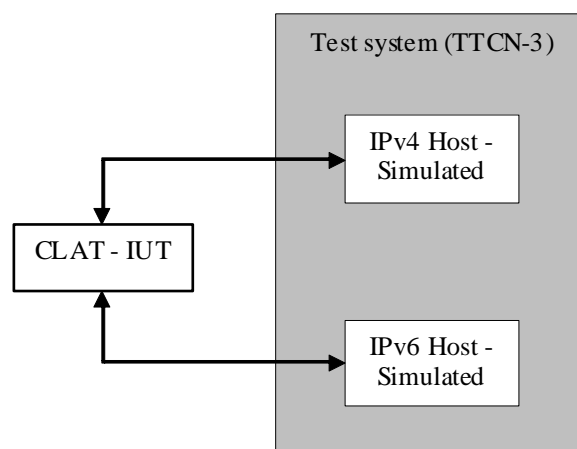 Test system (TTCN-3)
IPv4 Host -
Simulated
CLAT - IUT
IPv6 Host -
Simulated